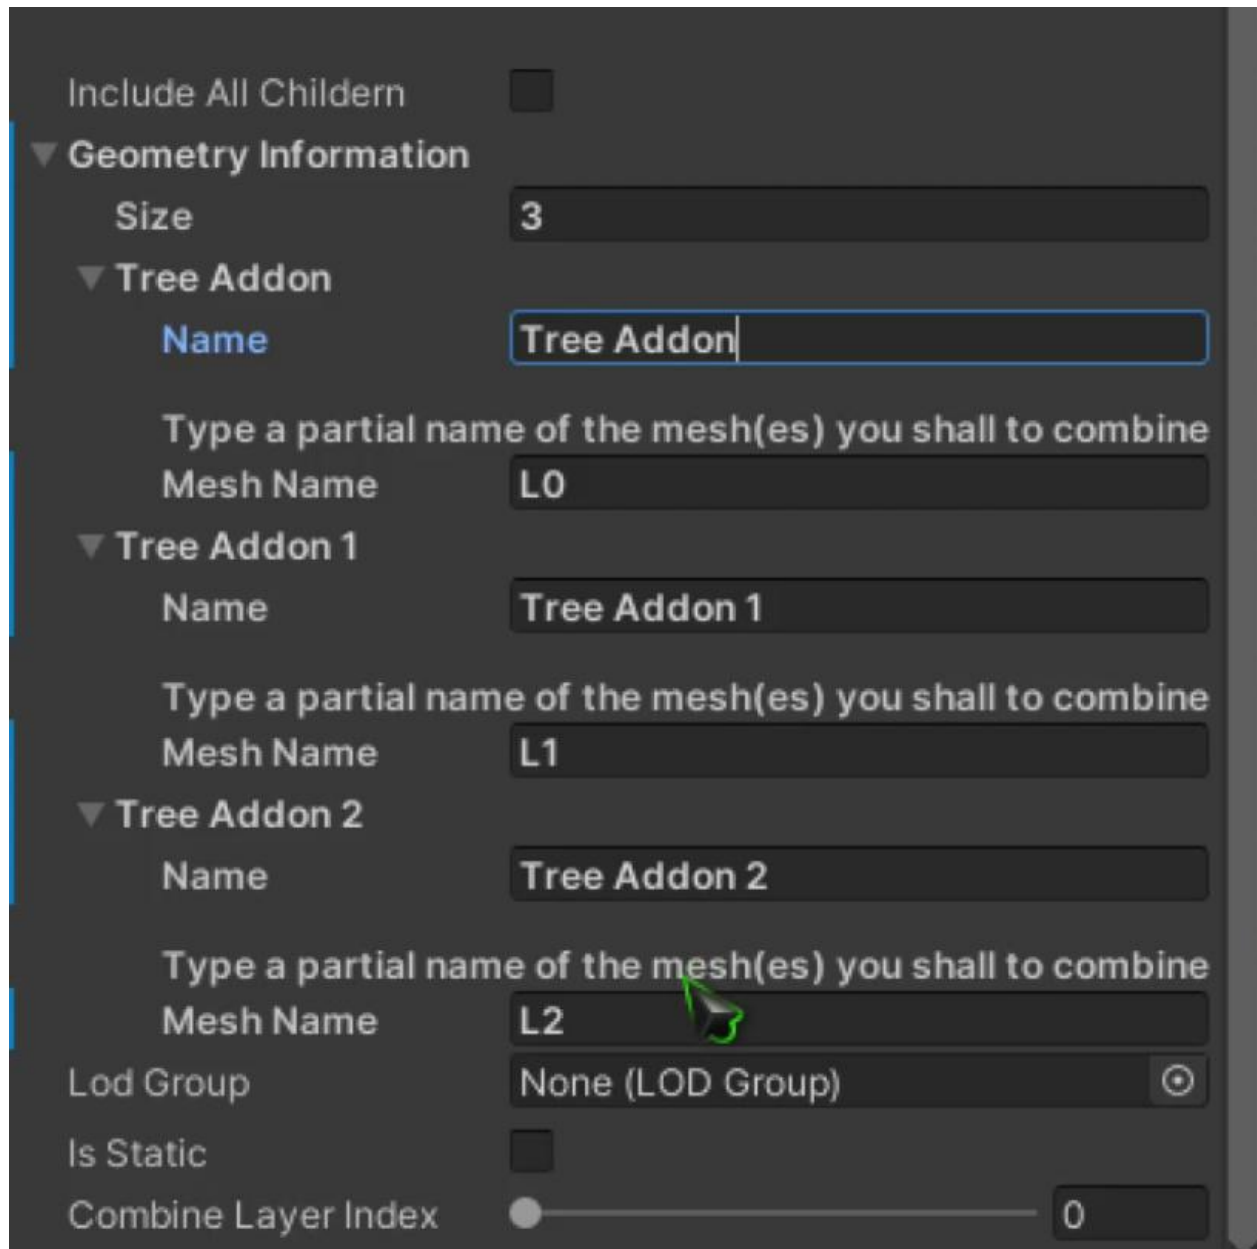 Include All Childern
Geometry Information
Size 3
Tree Addon
Name Tree Addon
Type a partial name of the mesh(es) you shall to combine
Mesh Name L0
Tree Addon 1
Name Tree Addon 1
Type a partial name of the mesh(es) you shall to combine
Mesh Name L1
Tree Addon 2
Name Tree Addon 2
Type a partial name of the mesh(es) you shall to combine
Mesh Name L2
Lod Group None (LOD Group)
Is Static
Combine Layer Index 0